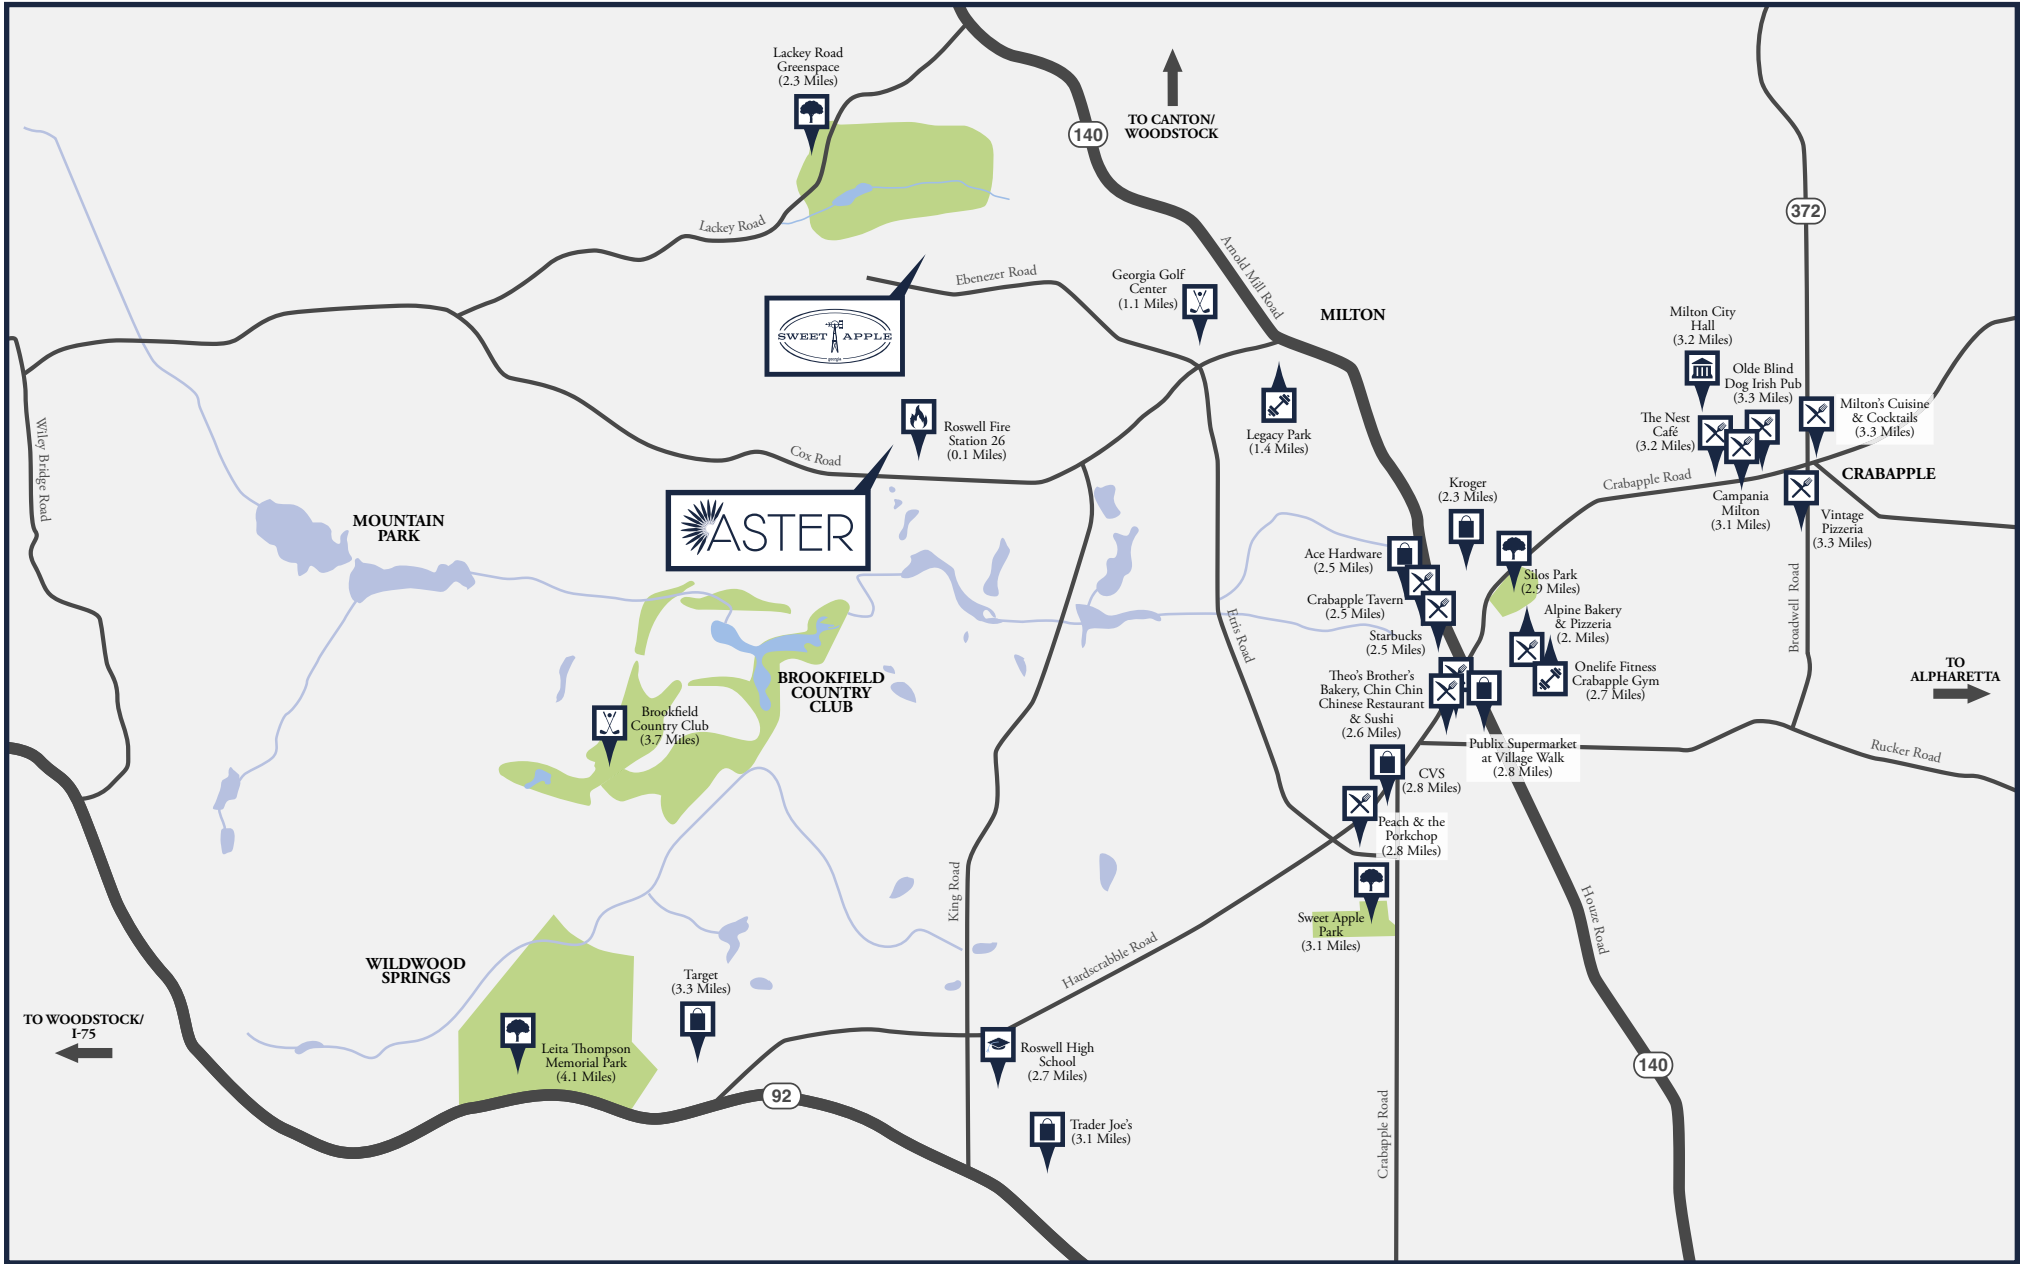 Lackey Road
Greenspace
(2.3 Miles)
140
TO CANTON/
WOODSTOCK
372
Lackey Road
Ebenezer Road
Georgia Golf
Center
(1.1 Miles)
Arnold Mill Road
MILTON
SWEET APPLE
georgia
Milton City
Hall
(3.2 Miles)
Olde Blind
Dog Irish Pub
(3.3 Miles)
Milton's Cuisine
& Cocktails
(3.3 Miles)
The Nest
Café
(3.2 Miles)
Wiley Bridge Road
Roswell Fire
Station 26
(0.1 Miles)
Legacy Park
(1.4 Miles)
Cox Road
CRABAPPLE
Crabapple Road
Kroger
(2.3 Miles)
Campania
Milton
(3.1 Miles)
Vintage
Pizzeria
(3.3 Miles)
MOUNTAIN
PARK
ASTER
Ace Hardware
(2.5 Miles)
Silos Park
(2.9 Miles)
Crabapple Tavern
(2.5 Miles)
Alpine Bakery
& Pizzeria
(2. Miles)
Starbucks
(2.5 Miles)
Etris Road
Broadwell Road
Onelife Fitness
Crabapple Gym
(2.7 Miles)
TO
ALPHARETTA
BROOKFIELD
COUNTRY
CLUB
Theo's Brother's
Bakery, Chin Chin
Chinese Restaurant
& Sushi
(2.6 Miles)
Brookfield
Country Club
(3.7 Miles)
Publix Supermarket
at Village Walk
(2.8 Miles)
Rucker Road
CVS
(2.8 Miles)
Peach & the
Porkchop
(2.8 Miles)
King Road
Sweet Apple
Park
(3.1 Miles)
Houze Road
Hardscrabble Road
WILDWOOD
SPRINGS
Target
(3.3 Miles)
TO WOODSTOCK/
I-75
Leita Thompson
Memorial Park
(4.1 Miles)
Roswell High
School
(2.7 Miles)
140
92
Trader Joe's
(3.1 Miles)
Crabapple Road